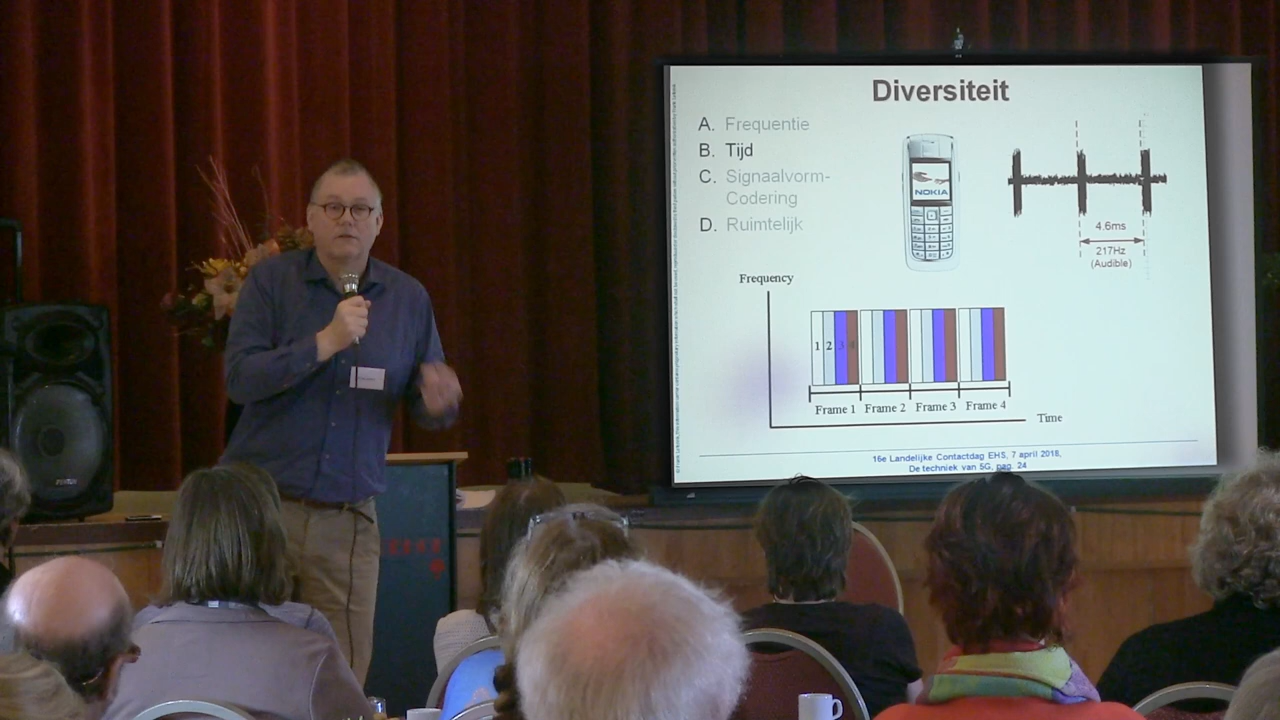 Diversiteit
A. Frequentie
B. Tijd
C. Signaalvorm-
Codering
D. Ruimtelijk
NOKIA
4.6ms
217Hz
(Audible)
Frequency
1 2 3 4
Frame 1 Frame 2 Frame 3 Frame 4
Time
16e Landelijke Contactdag EHS, 7 april 2018,
De techniek van 5G, pag. 24